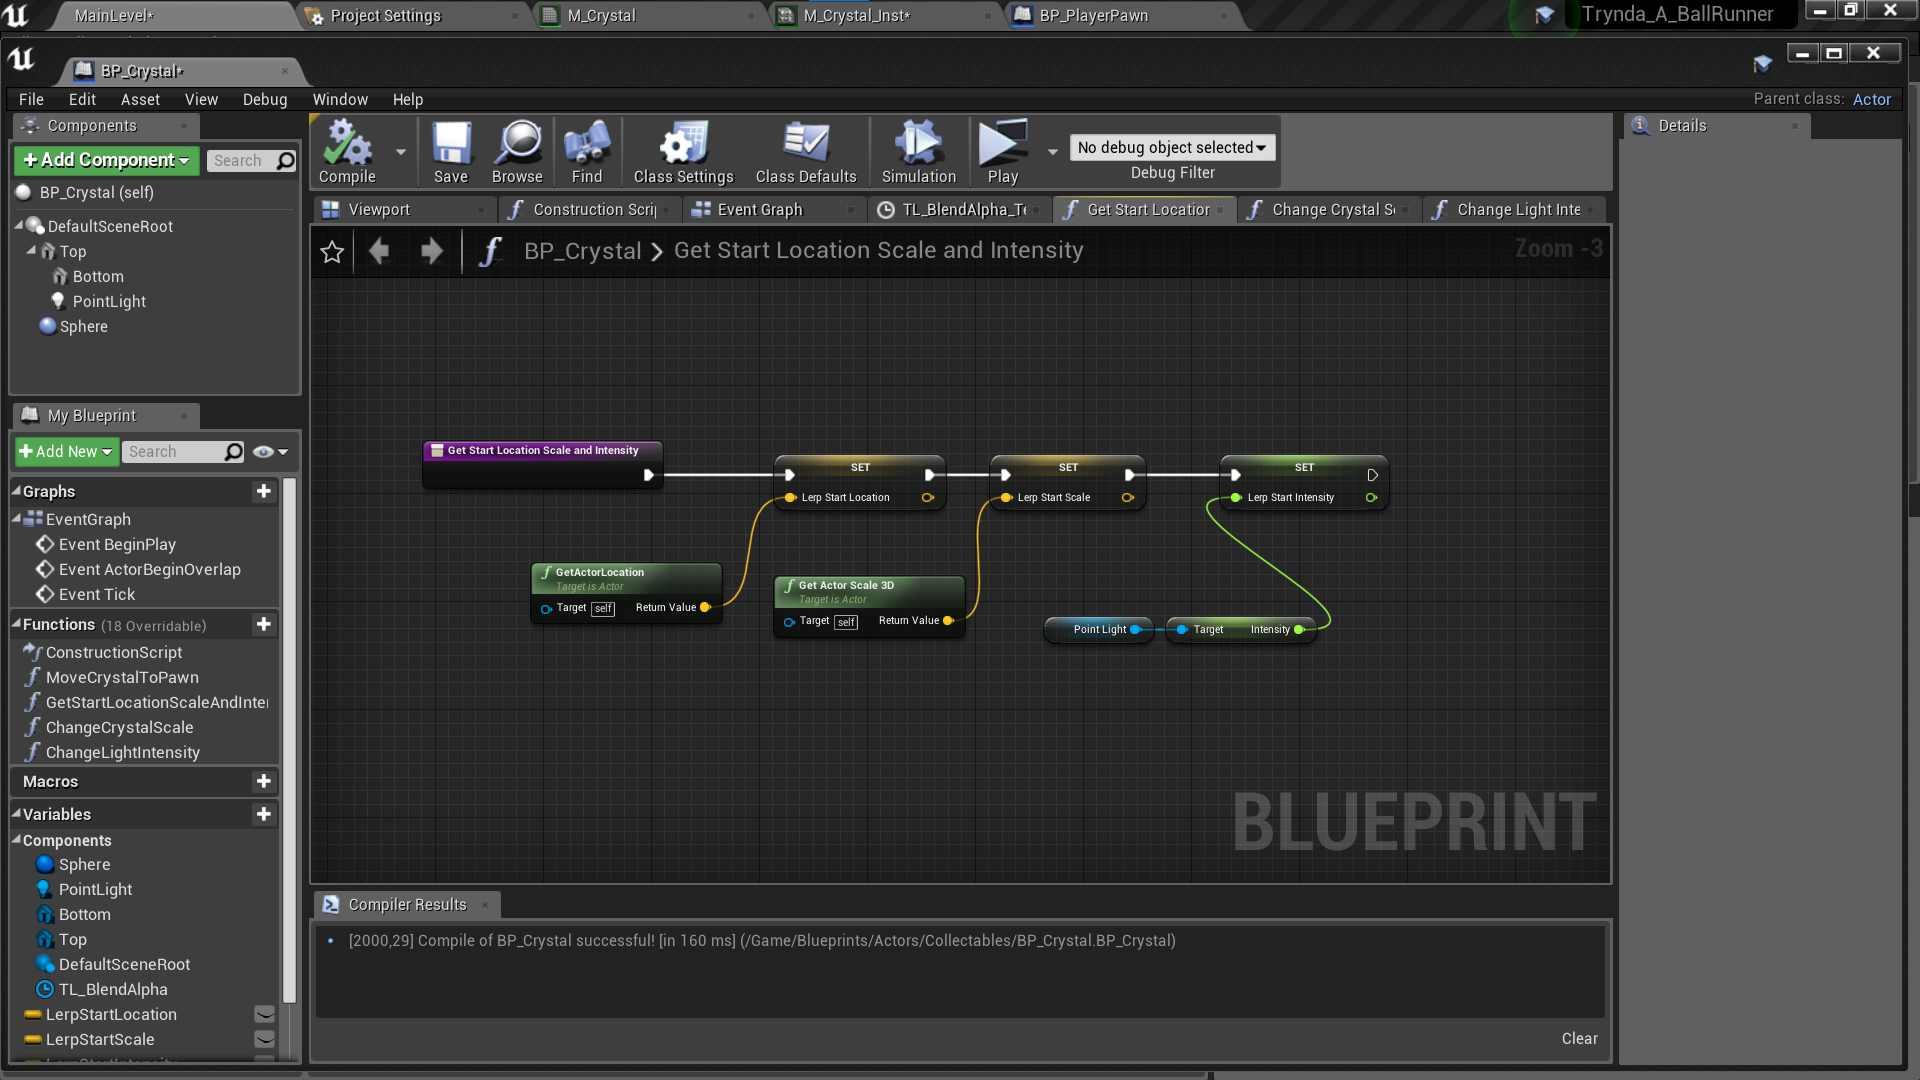 MainLevel*
Project Settings
M_Crystal
M_Crystal_Inst*
BP_PlayerPawn
Trynda_A_BallRunner
BP_Crystal*
File Edit Asset View Debug Window Help
Parent class: Actor
Components
+Add Component
Search
BP_Crystal (self)
DefaultSceneRoot
Top
Bottom
PointLight
Sphere
My Blueprint
+Add New
Search
Graphs
EventGraph
Event BeginPlay
Event ActorBeginOverlap
Event Tick
Functions (18 Overridable)
ConstructionScript
MoveCrystalToPawn
GetStartLocationScaleAndInte
ChangeCrystalScale
ChangeLightIntensity
Macros
Variables
Components
Sphere
PointLight
Bottom
Top
DefaultSceneRoot
TL_BlendAlpha
LerpStartLocation
LerpStartScale
Compile
Save
Browse
Find
Class Settings
Class Defaults
Simulation
Play
No debug object selected
Debug Filter
Viewport
Construction Scri
Event Graph
TL_BlendAlpha_Te
Get Start Location
Change Crystal S
Change Light Inte
BP_Crystal > Get Start Location Scale and Intensity
Zoom -3
Get Start Location Scale and Intensity
SET
Lerp Start Location
SET
Lerp Start Scale
SET
Lerp Start Intensity
GetActorLocation
Target is Actor
Target self Return Value
Get Actor Scale 3D
Target is Actor
Target self Return Value
Point Light
Target Intensity
BLUEPRINT
Compiler Results
[2000,29] Compile of BP_Crystal successful! [in 160 ms] (/Game/Blueprints/Actors/Collectables/BP_Crystal.BP_Crystal)
Clear
Details